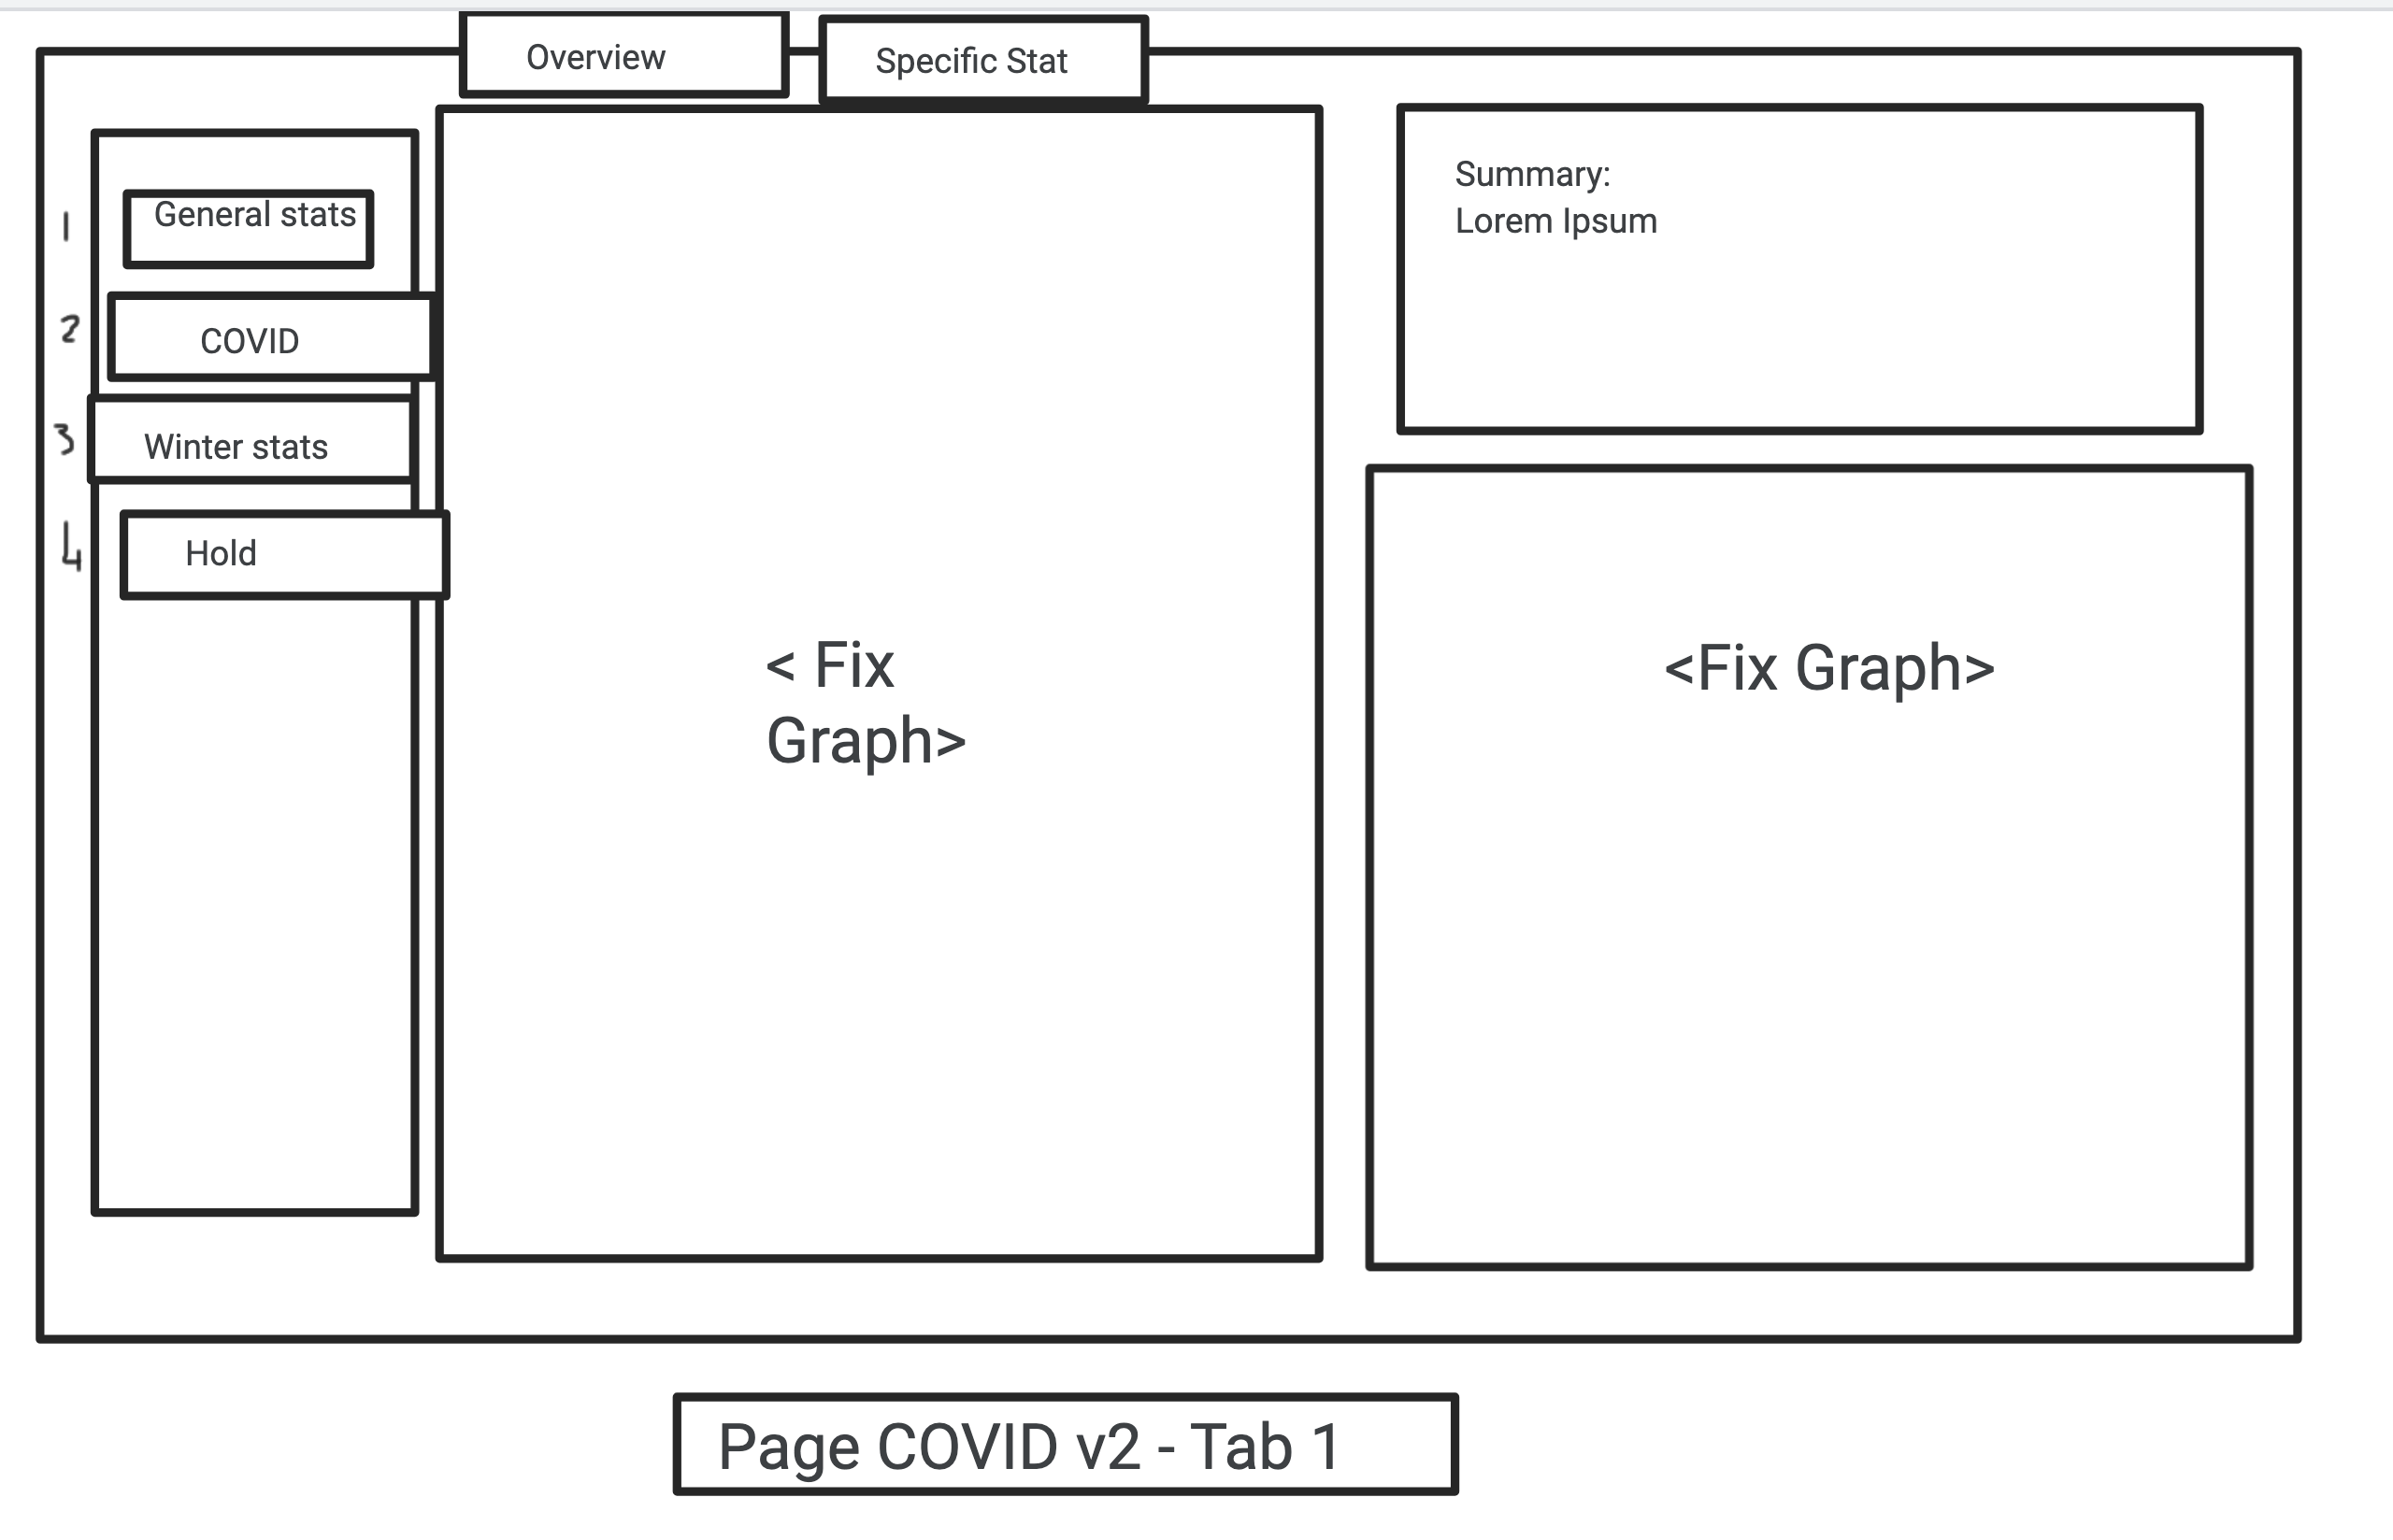 Overview
Specific Stat
1
General stats
2
COVID
3
Winter stats
4
Hold
< Fix
Graph>
Summary:
Lorem Ipsum
<Fix Graph>
Page COVID v2 - Tab 1